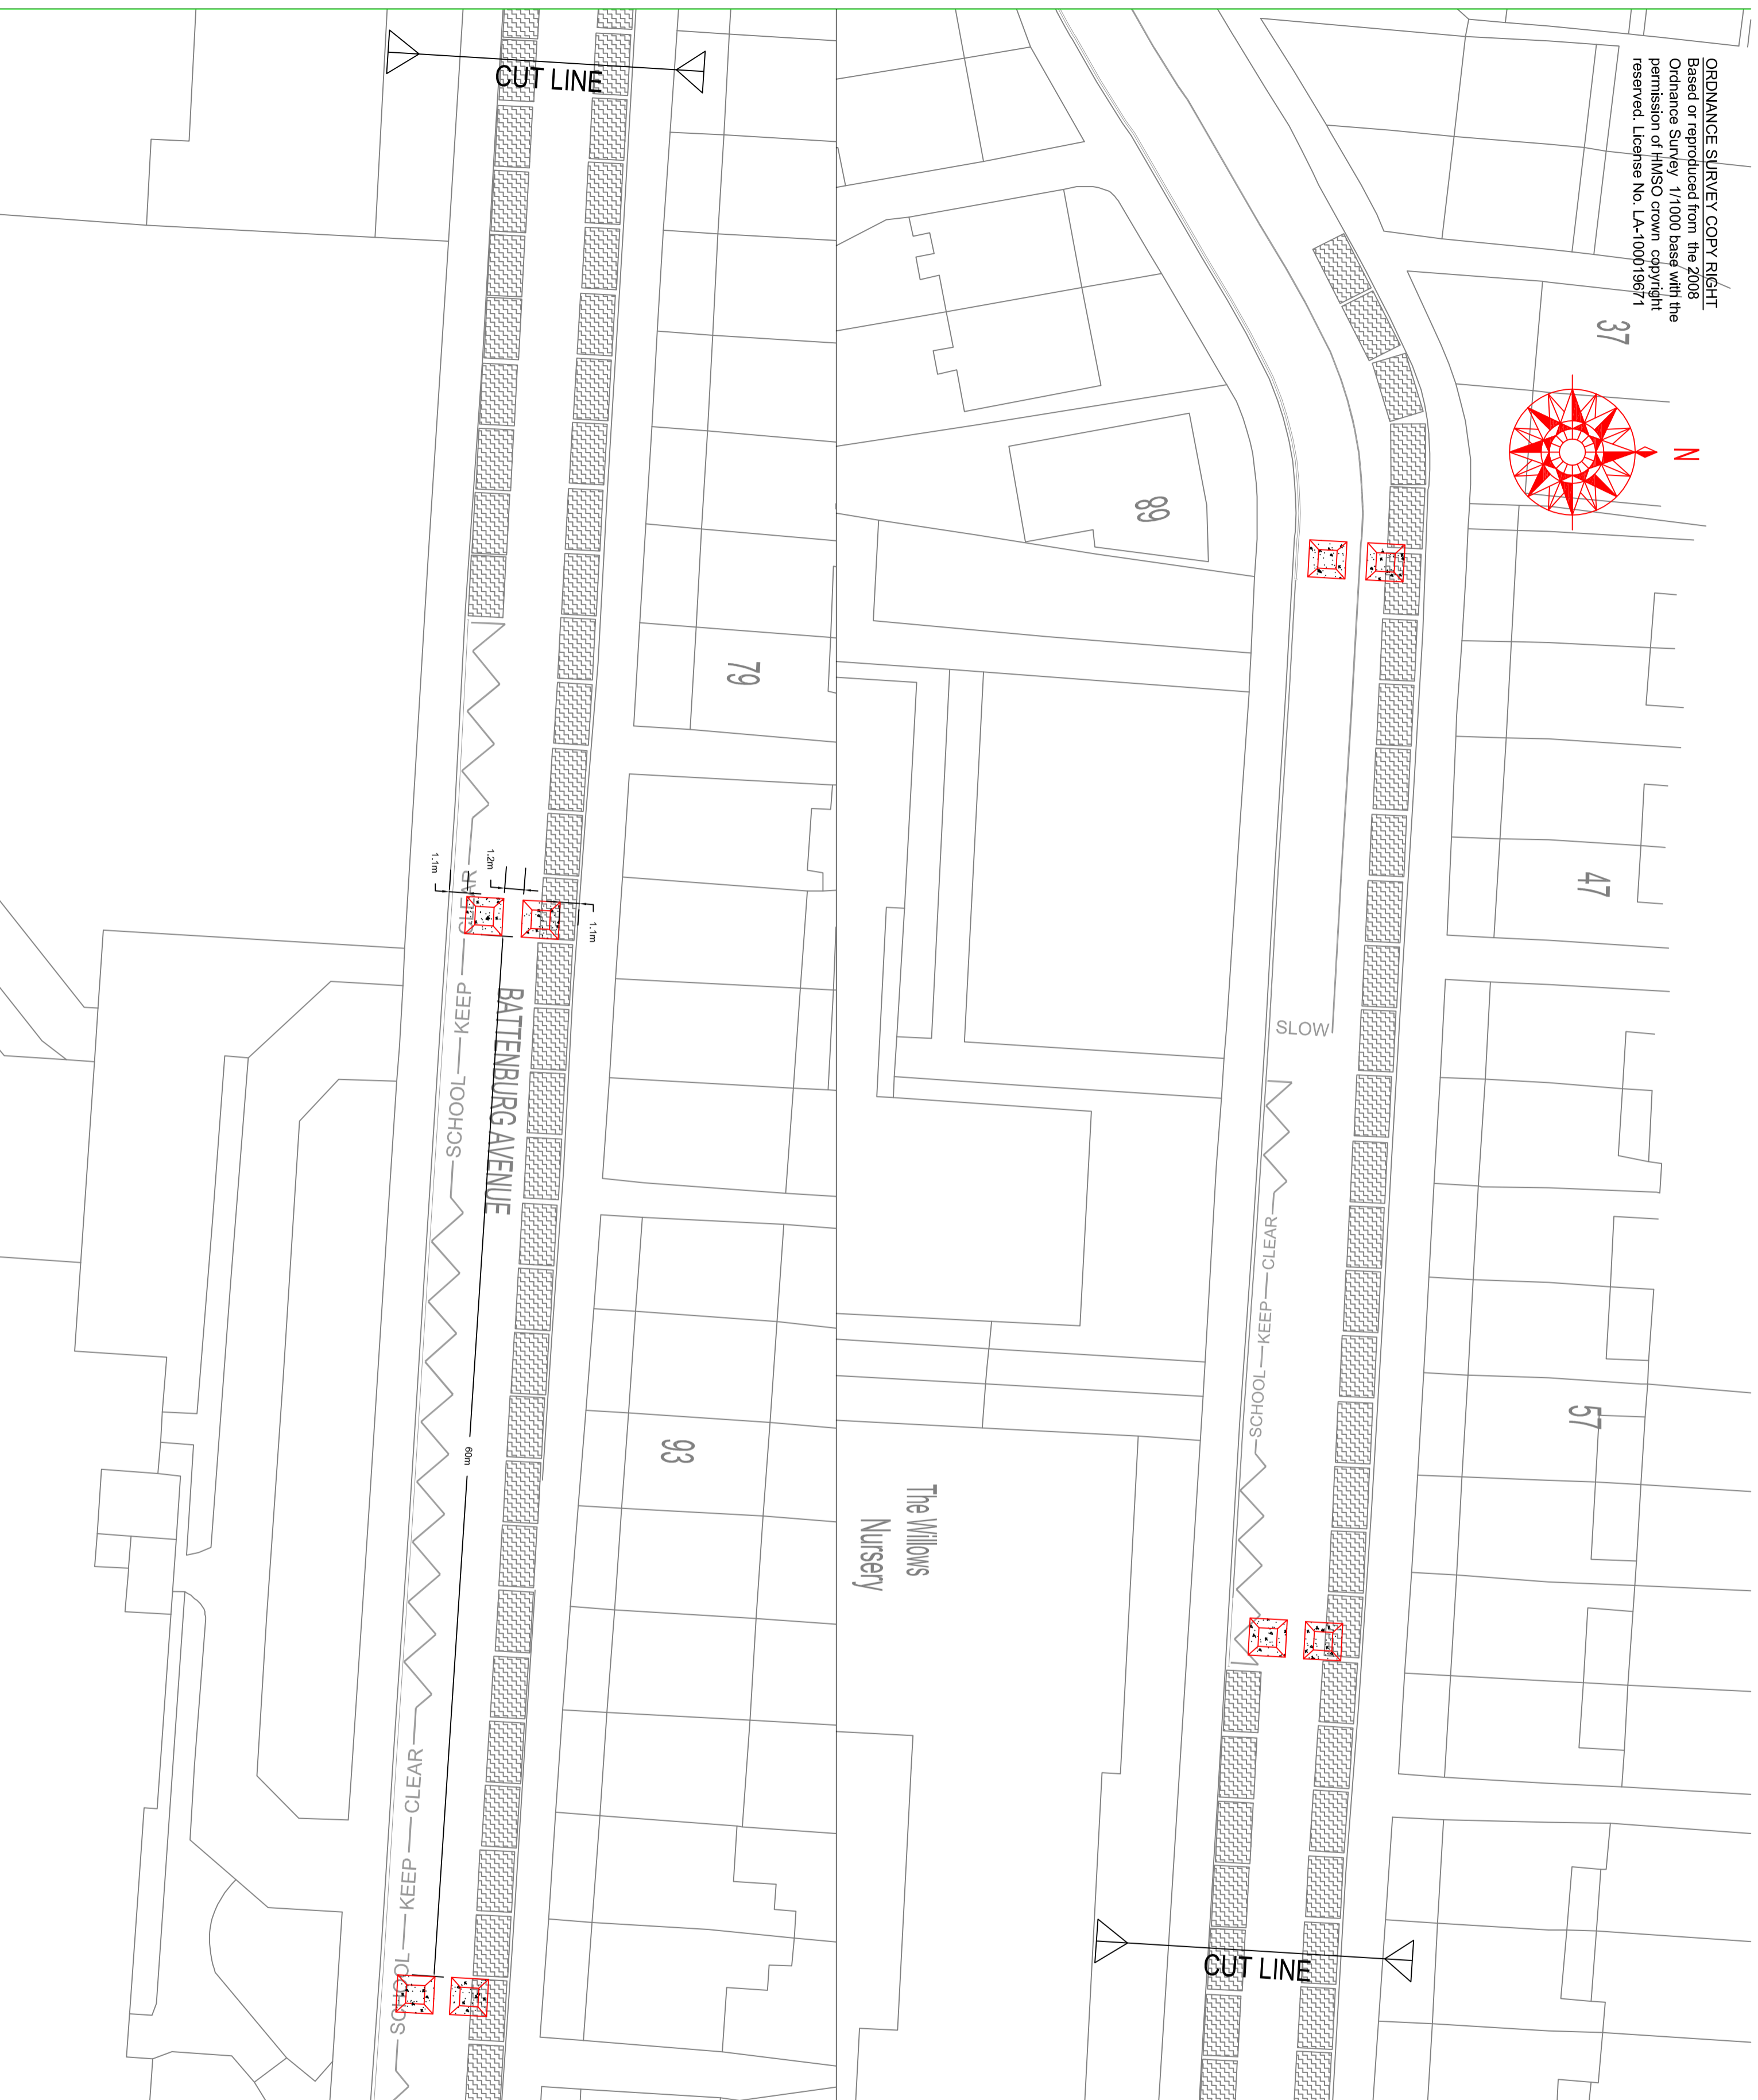 ORDNANCE SURVEY COPY RIGHT
Based or reproduced from the 2008
Ordnance Survey 1/1000 base with the
permission of HMSO crown copyright
reserved. License No. LA-100019671
N
37
47
57
89
SLOW
SCHOOL KEEP CLEAR
The Willows
Nursery
CUT LINE
CUT LINE
79
93
1.1m
1.2m
1.1m
60m
BATTENBURG AVENUE
SCHOOL KEEP CLEAR
SCHOOL KEEP CLEAR